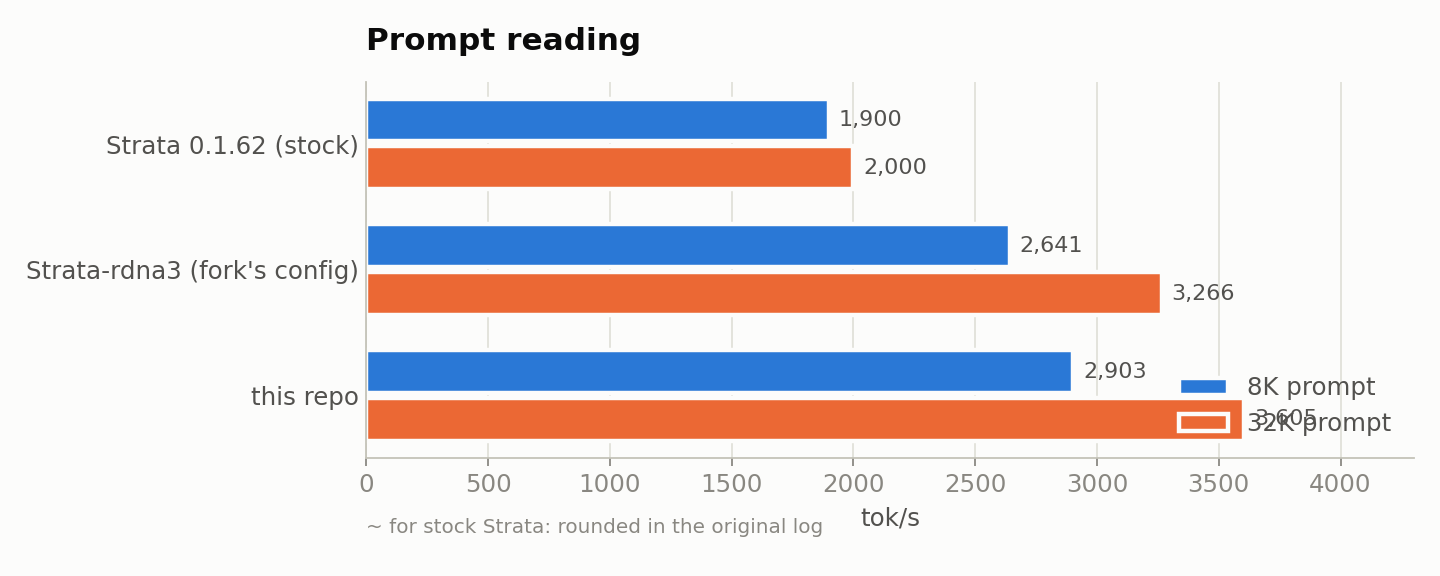 Prompt reading
Strata 0.1.62 (stock)
1,900
2,000
Strata-rdna3 (fork's config)
2,641
3,266
this repo
2,903
3,605
8K prompt
32K prompt
0 500 1000 1500 2000 2500 3000 3500 4000
tok/s
~ for stock Strata: rounded in the original log